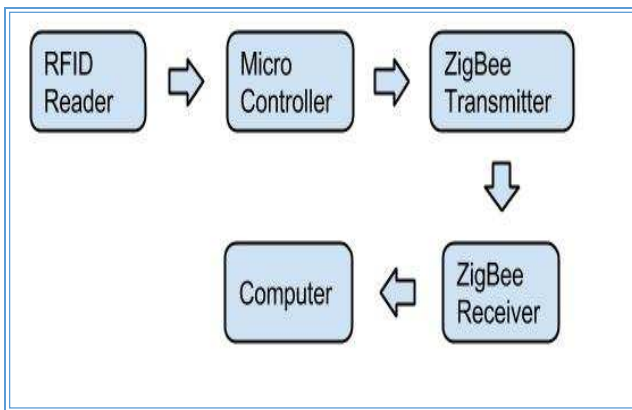 RFID
Reader
Micro
Controller
ZigBee
Transmitter
ZigBee
Receiver
Computer